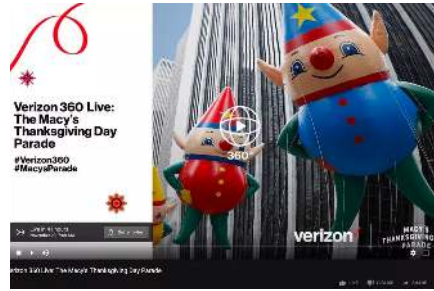 Verizon 360 Live:
The Macy's
Thanksgiving Day
Parade
#Verizon360
#MacysParade
360°
verizon
MACY'S
THANKSGIVING
PARADE
Verizon 360 Live: The Macy's Thanksgiving Day Parade